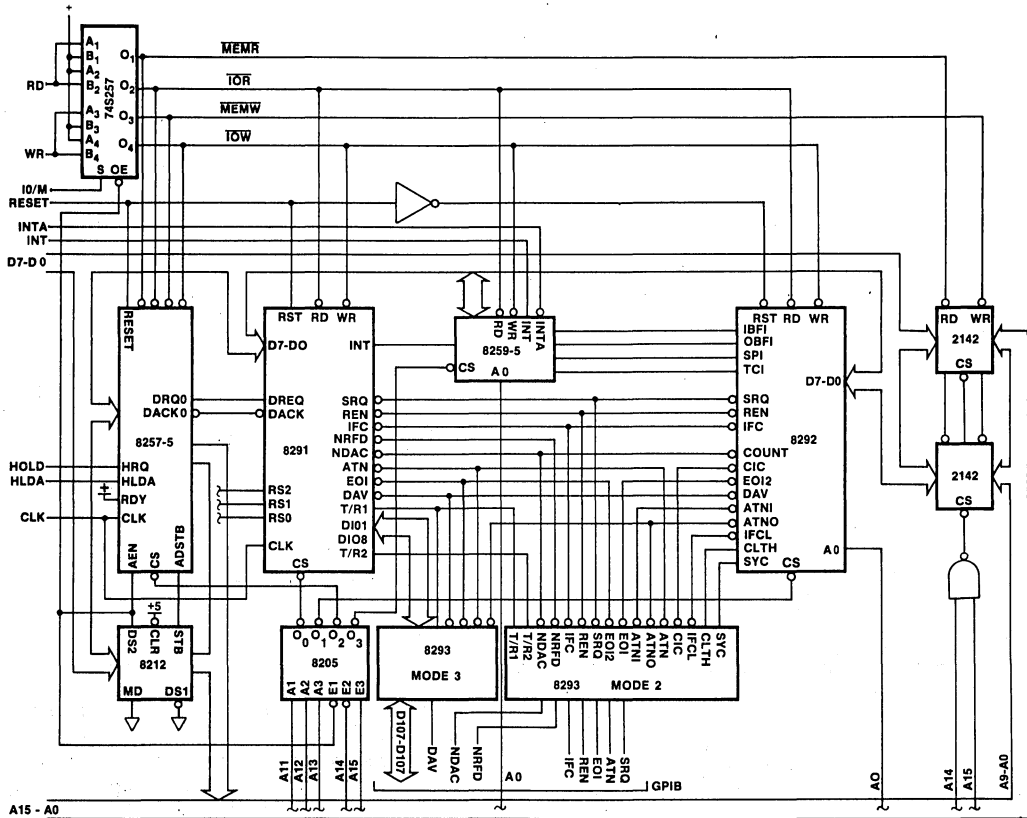 +
A1
B1
A2
B2
A3
B3
A4
B4
O1
O2
O3
O4
74S257
S OE
RD
WR
MEMR
IOR
MEMW
IOW
I0/M
RESET
INTA
INT
D7-D0
RESET
RST RD WR
RD
WR
INT
INTA
8259-5
CS
A0
RST RD WR
RD WR
2142
CS
D7-DO
INT
IBFI
OBFI
SPI
TCI
D7-D0
DRQ0
DACK0
8257-5
DREQ
DACK
8291
SRQ
REN
IFC
NRFD
NDAC
ATN
EOI
DAV
T/R1
DI01
DIO8
T/R2
SRQ
REN
IFC
8292
COUNT
CIC
EOI2
DAV
ATNI
ATNO
IFCL
CLTH
SYC
A0
CS
2142
CS
HOLD
HLDA
CLK
HRQ
HLDA
+
RDY
CLK
RS2
RS1
RS0
CLK
CS
AEN
CS
ADSTB
+5
DS2
CLR
STB
8212
MD DS1
O0 O1 O2 O3
8205
A1
A2
A3
E1
E2
E3
8293
MODE 3
T/R1
T/R2
NDAC
NRFD
IFC
REN
SRQ
EOI2
EOI
ATNI
ATNO
ATN
CIC
IFCL
CLTH
SYC
8293 MODE 2
A11
A12
A13
A14
A15
D107-D107
DAV
NDAC
NRFD
A0
IFC
REN
EOI
ATN
SRQ
GPIB
AO
A14
A15
A9-A0
A15 - A0